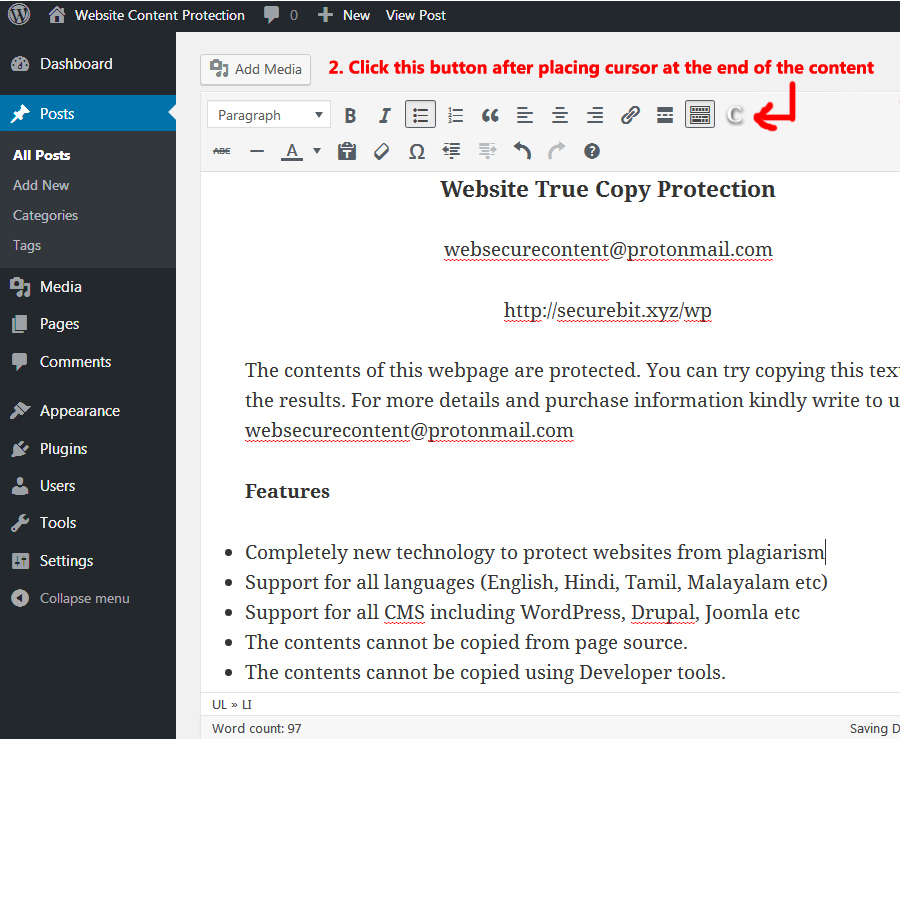 Website Content Protection 0 New View Post
Dashboard
Posts
All Posts
Add New
Categories
Tags
Media
Pages
Comments
Appearance
Plugins
Users
Tools
Settings
Collapse menu
Add Media
2. Click this button after placing cursor at the end of the content
Paragraph B I C
ABC A Ω
Website True Copy Protection
websecurecontent@protonmail.com
http://securebit.xyz/wp
The contents of this webpage are protected. You can try copying this tex
the results. For more details and purchase information kindly write to u
websecurecontent@protonmail.com
Features
Completely new technology to protect websites from plagiarism
Support for all languages (English, Hindi, Tamil, Malayalam etc)
Support for all CMS including WordPress, Drupal, Joomla etc
The contents cannot be copied from page source.
The contents cannot be copied using Developer tools.
UL » LI
Word count: 97
Saving D